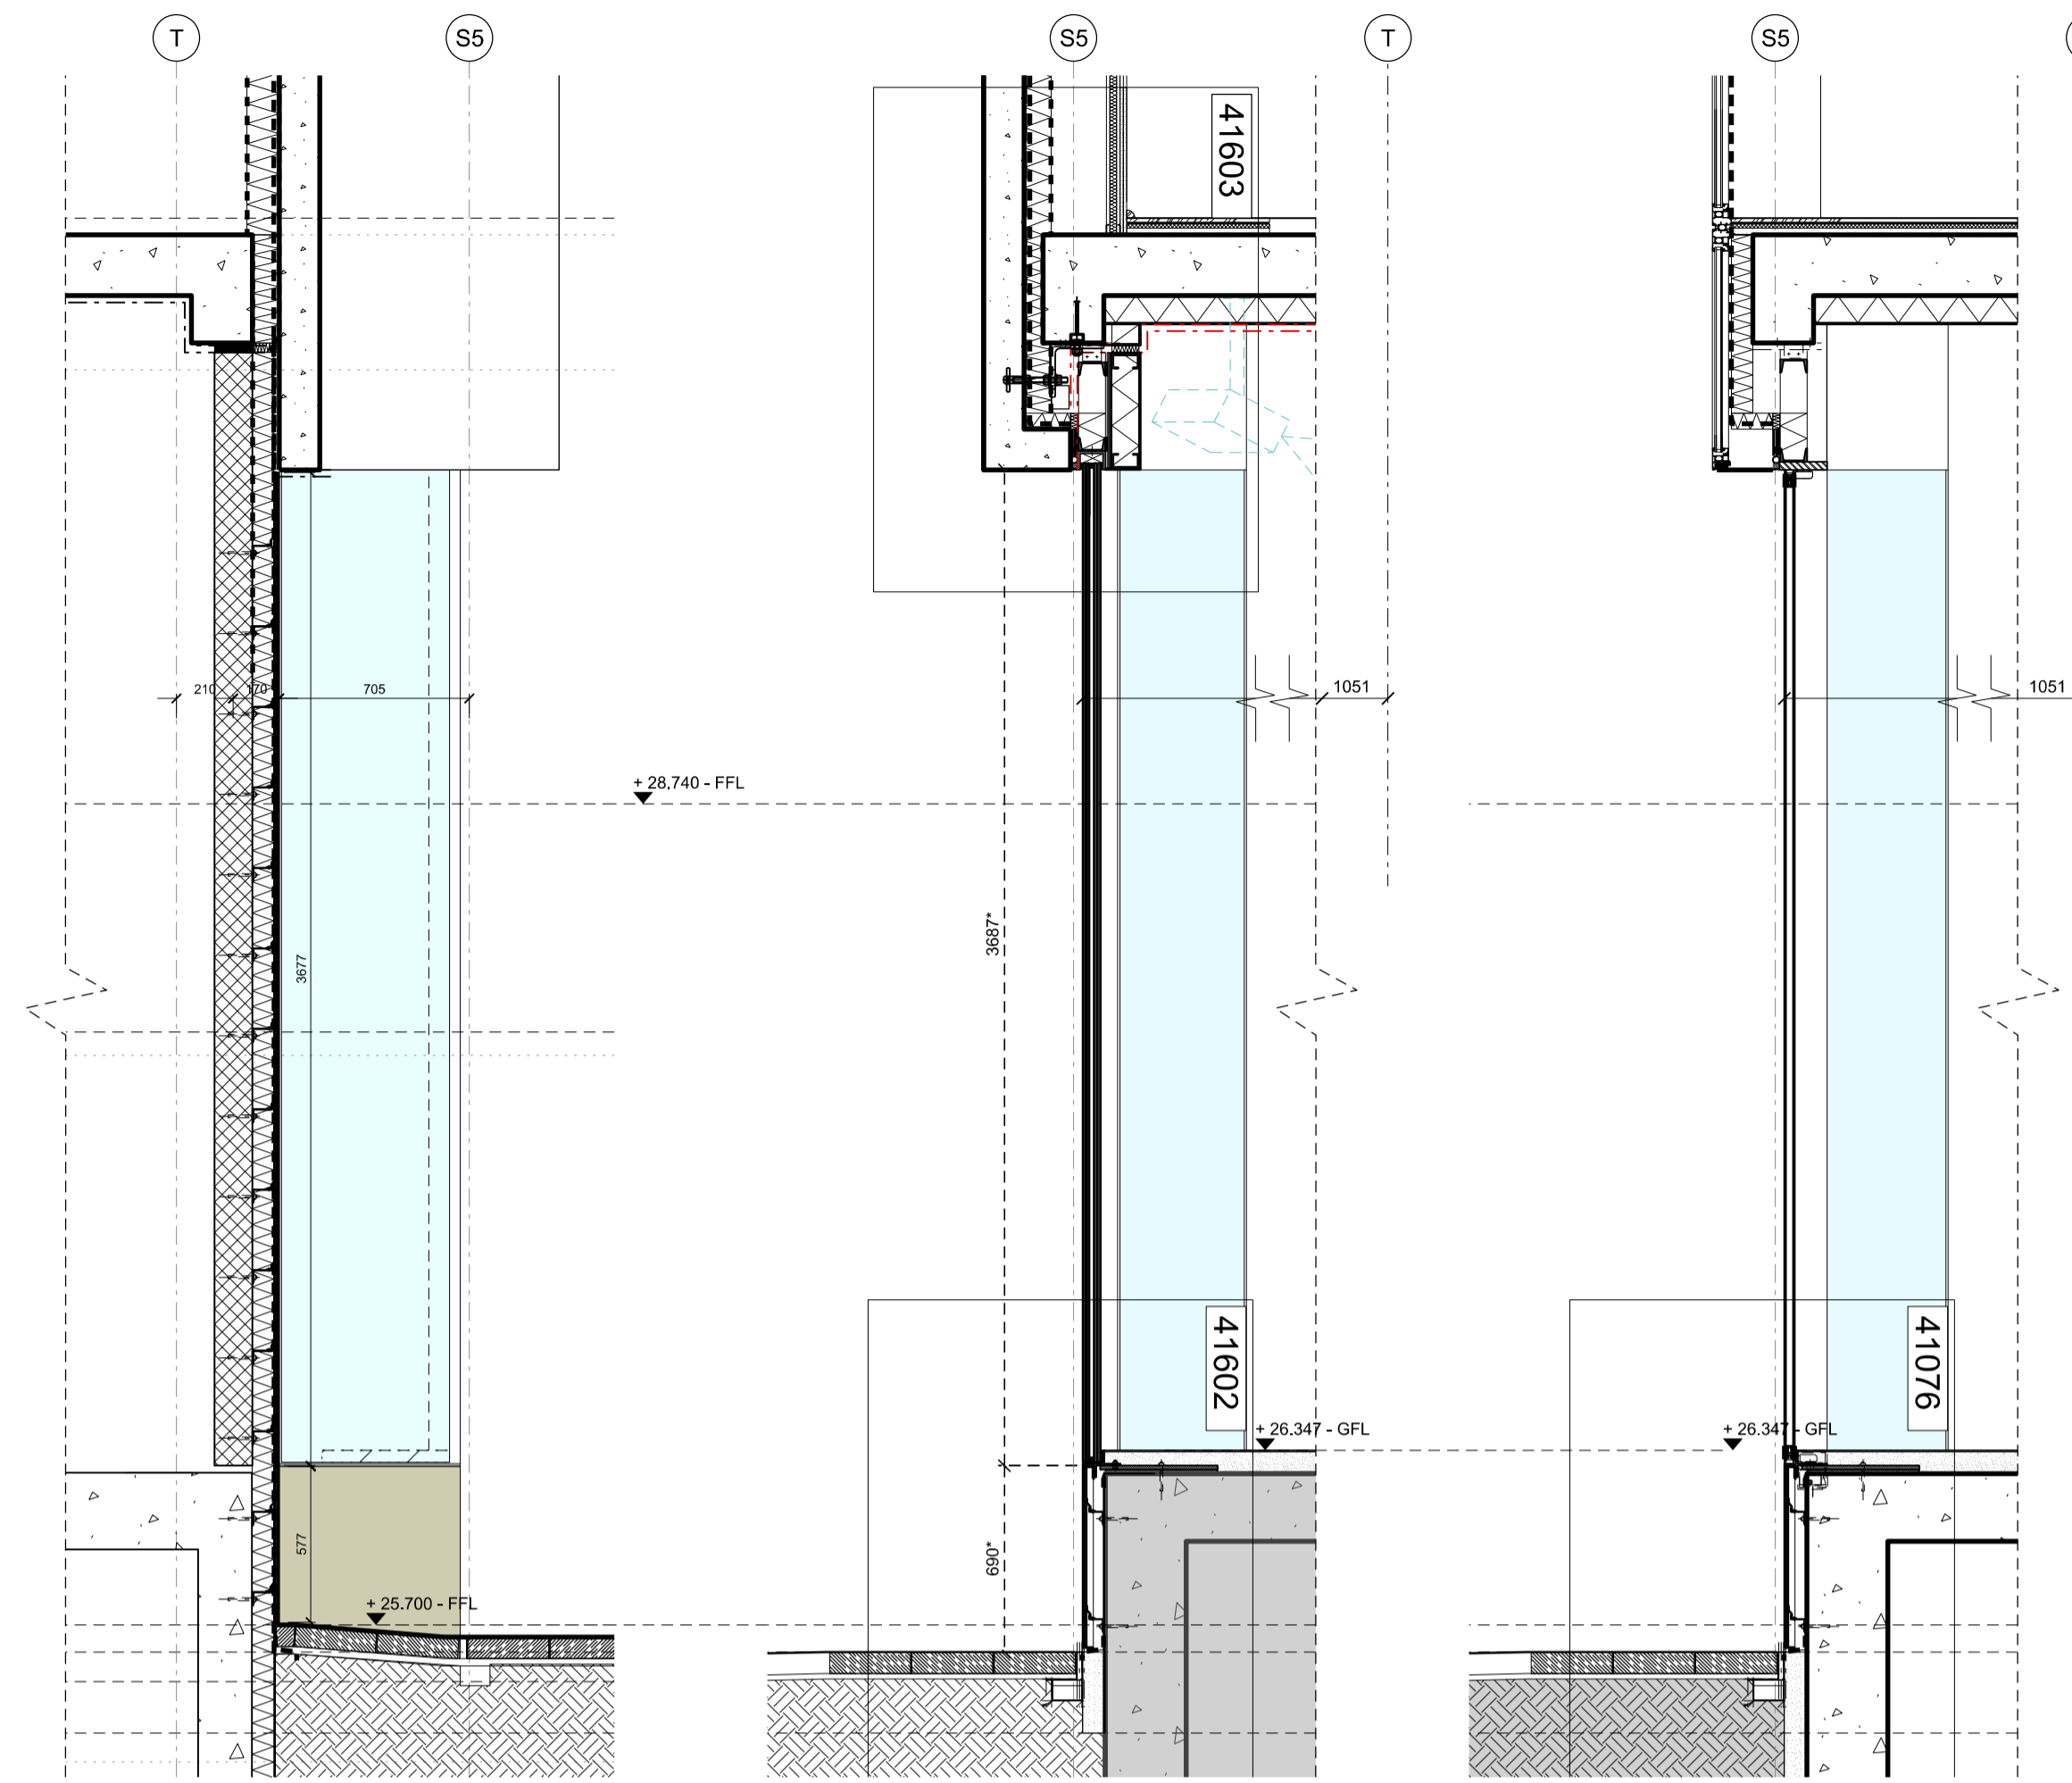 T
S5
S5
T
S5
41603
210
170
705
1051
1051
+ 28.740 - FFL
3687*
3677
41602
41076
+ 26.347 - GFL
+ 26.347 - GFL
577
690*
+ 25.700 - FFL